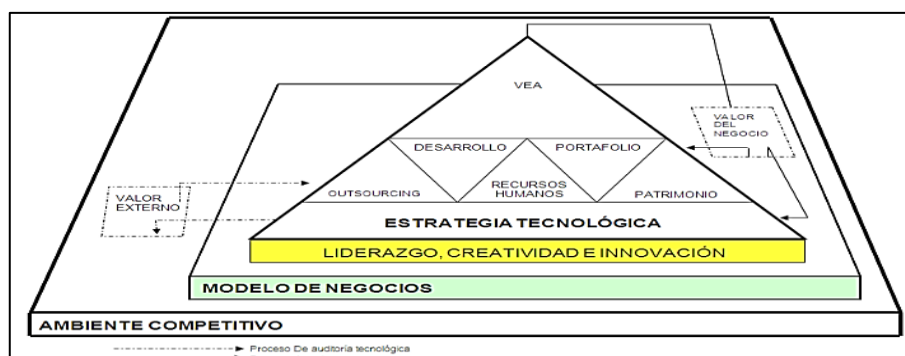 VEA
VALOR
DEL
NEGOCIO
DESARROLLO
PORTAFOLIO
VALOR
EXTERNO
OUTSOURCING
RECURSOS
HUMANOS
PATRIMONIO
ESTRATEGIA TECNOLÓGICA
LIDERAZGO, CREATIVIDAD E INNOVACIÓN
MODELO DE NEGOCIOS
AMBIENTE COMPETITIVO
Proceso De auditoria tecnológica